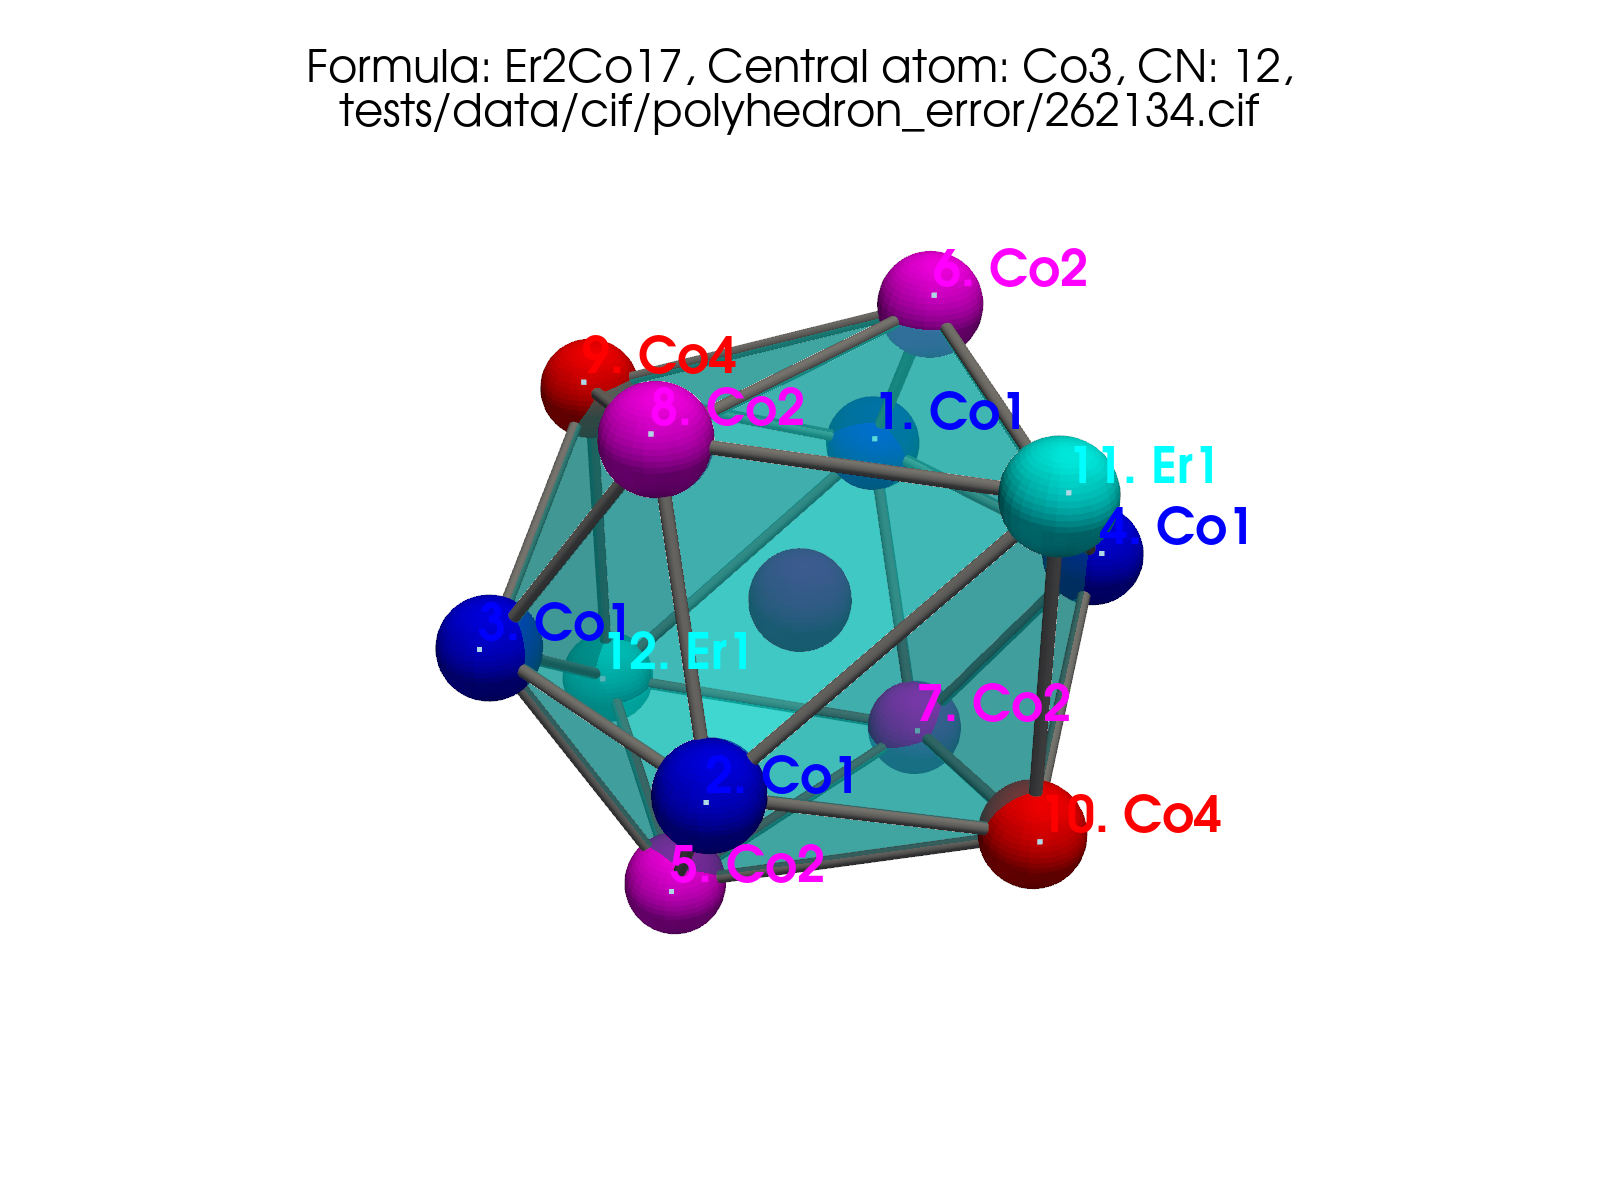 Formula: Er2Co17, Central atom: Co3, CN: 12,
tests/data/cif/polyhedron_error/262134.cif
6. Co2
9. Co4
8. Co2
1. Co1
11. Er1
4. Co1
3. Co1
12. Er1
7. Co2
2. Co1
10. Co4
5. Co2